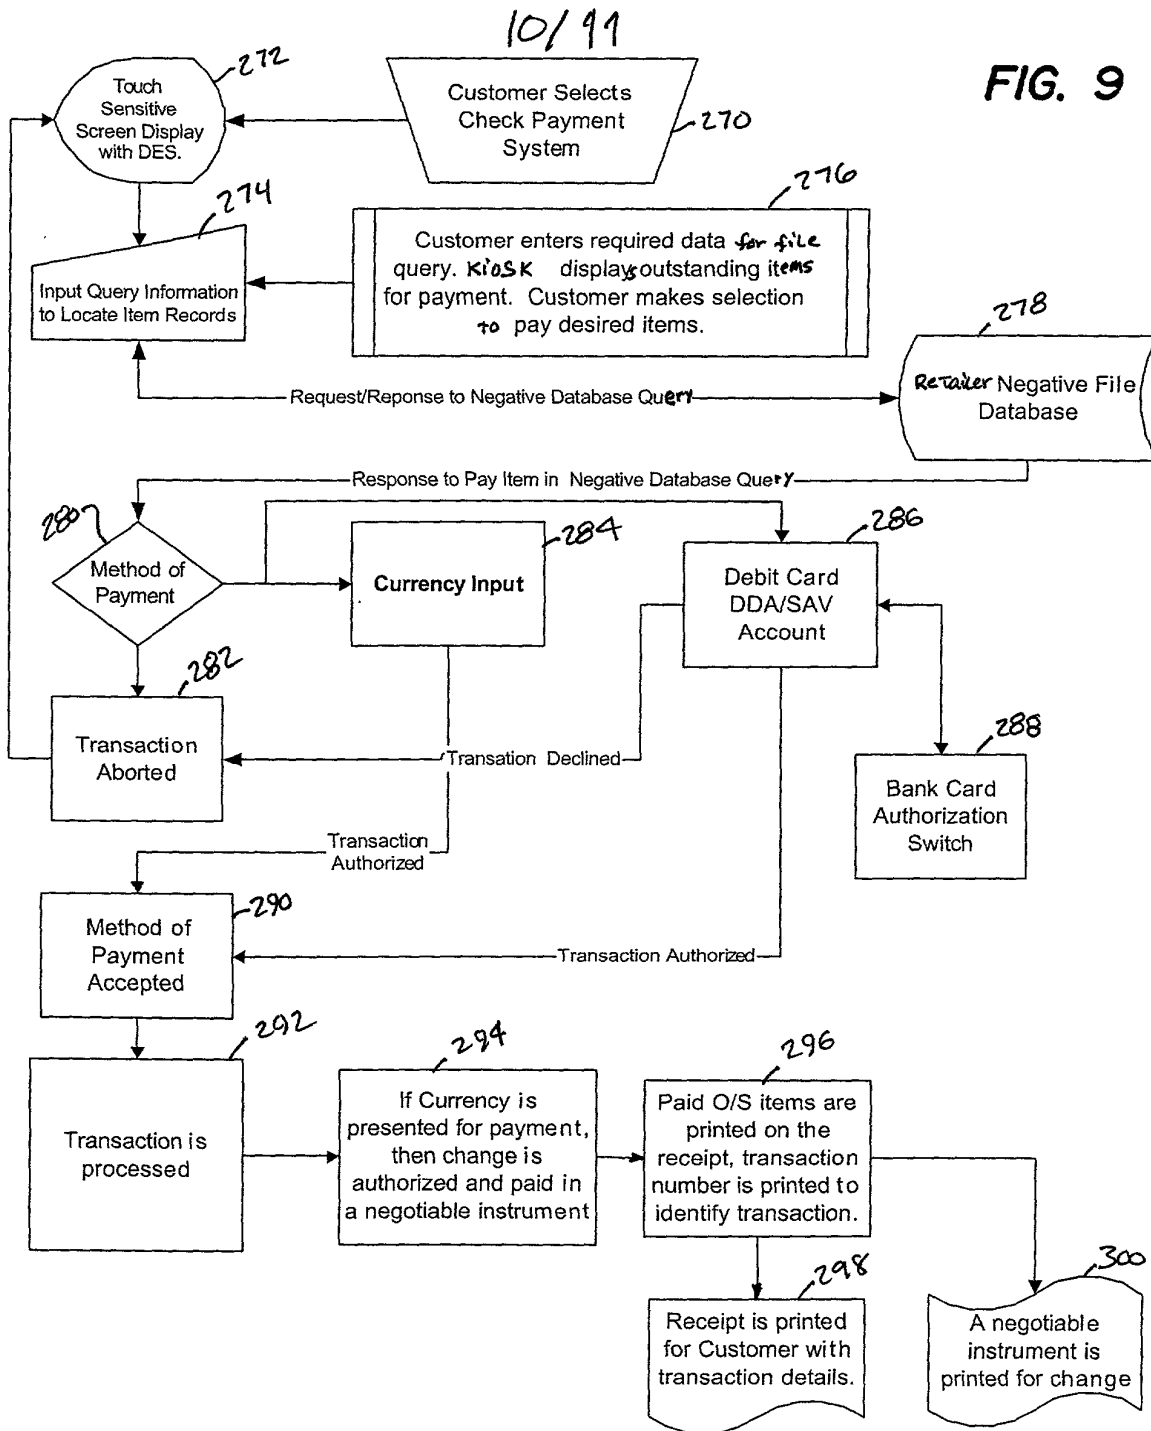 10/11
FIG. 9
272
Touch
Sensitive
Screen Display
with DES.
Customer Selects
Check Payment
System
270
274
Input Query Information
to Locate Item Records
276
Customer enters required data for file
query. KioSK displays outstanding items
for payment. Customer makes selection
to pay desired items.
278
Retailer Negative File
Database
Request/Reponse to Negative Database Query
Response to Pay Item in Negative Database Query
280
Method of
Payment
284
Currency Input
286
Debit Card
DDA/SAV
Account
282
Transaction
Aborted
Transation Declined
288
Bank Card
Authorization
Switch
Transaction
Authorized
290
Method of
Payment
Accepted
Transaction Authorized
292
Transaction is
processed
294
If Currency is
presented for payment,
then change is
authorized and paid in
a negotiable instrument
296
Paid O/S items are
printed on the
receipt, transaction
number is printed to
identify transaction.
298
Receipt is printed
for Customer with
transaction details.
300
A negotiable
instrument is
printed for change